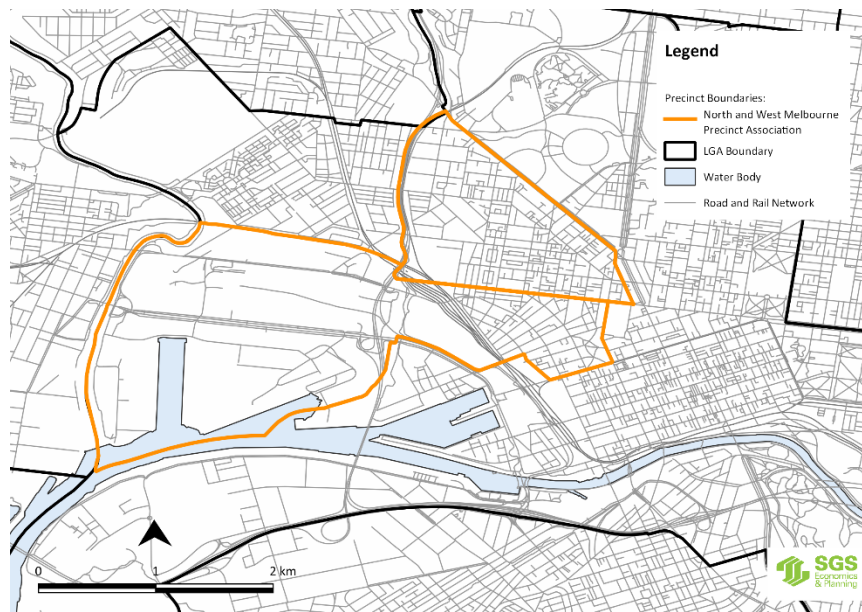 Legend
Precinct Boundaries:
North and West Melbourne
Precinct Association
LGA Boundary
Water Body
Road and Rail Network
0 1 2 km
SGS
Economics
& Planning